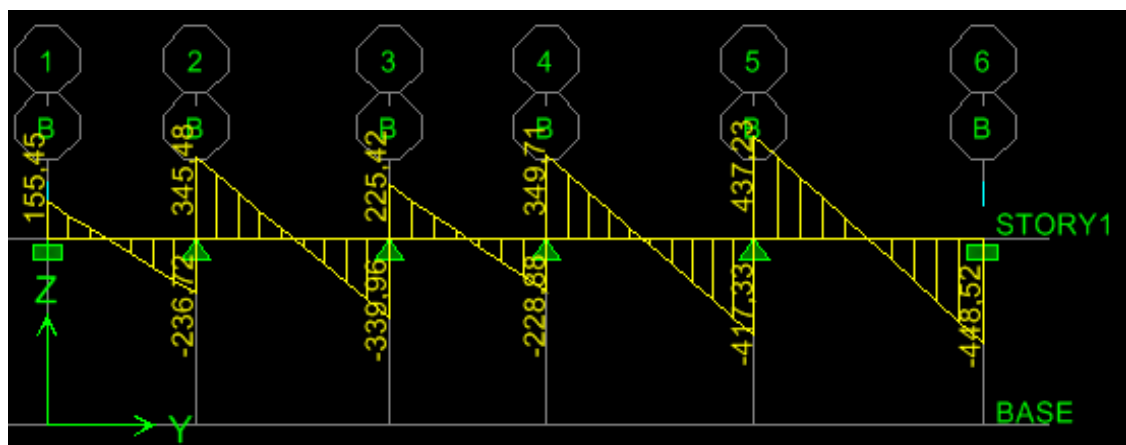 1 2 3 4 5 6
B B B B B B
155,45 345,48 225,42 349,71 437,23
STORY1
-236,72 -339,96 -228,88 -417,33 -448,52
Z
Y
BASE